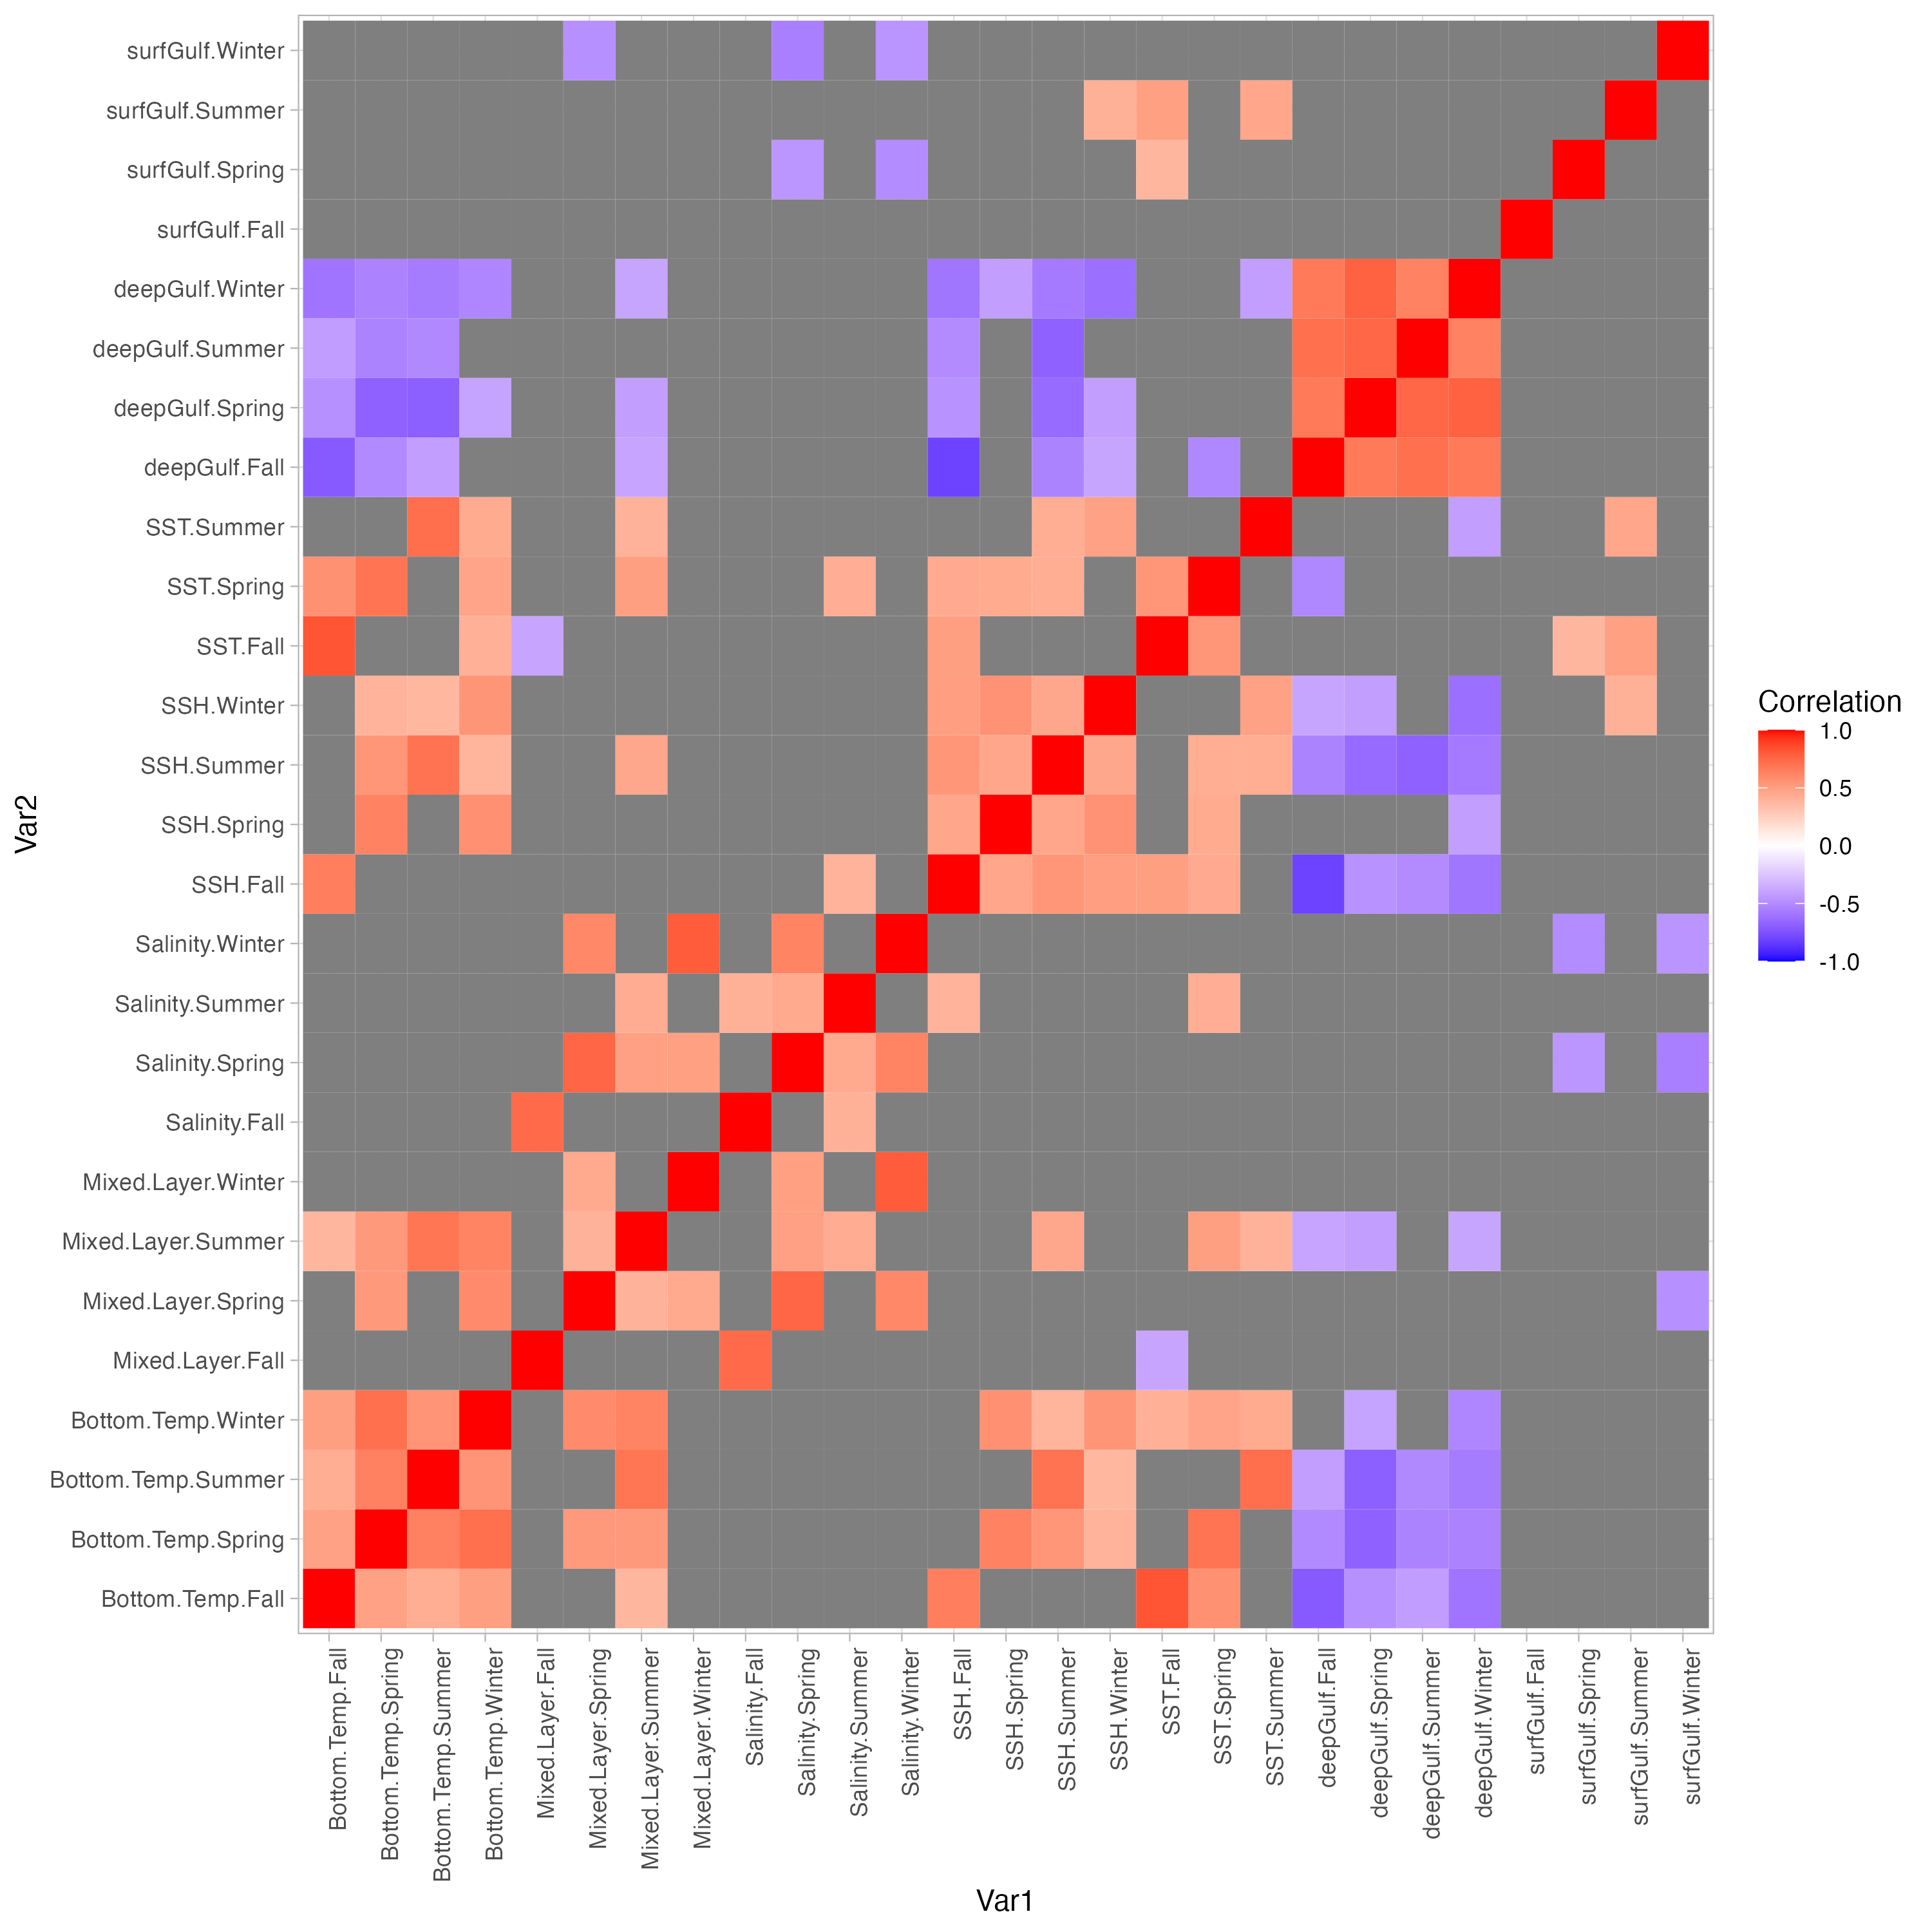 surfGulf.Winter
surfGulf.Summer
surfGulf.Spring
surfGulf.Fall
deepGulf.Winter
deepGulf.Summer
deepGulf.Spring
deepGulf.Fall
SST.Summer
SST.Spring
SST.Fall
SSH.Winter
SSH.Summer
SSH.Spring
SSH.Fall
Salinity.Winter
Salinity.Summer
Salinity.Spring
Salinity.Fall
Mixed.Layer.Winter
Mixed.Layer.Summer
Mixed.Layer.Spring
Mixed.Layer.Fall
Bottom.Temp.Winter
Bottom.Temp.Summer
Bottom.Temp.Spring
Bottom.Temp.Fall
Var2
Bottom.Temp.Fall
Bottom.Temp.Spring
Bottom.Temp.Summer
Bottom.Temp.Winter
Mixed.Layer.Fall
Mixed.Layer.Spring
Mixed.Layer.Summer
Mixed.Layer.Winter
Salinity.Fall
Salinity.Spring
Salinity.Summer
Salinity.Winter
SSH.Fall
SSH.Spring
SSH.Summer
SSH.Winter
SST.Fall
SST.Spring
SST.Summer
deepGulf.Fall
deepGulf.Spring
deepGulf.Summer
deepGulf.Winter
surfGulf.Fall
surfGulf.Spring
surfGulf.Summer
surfGulf.Winter
Var1
Correlation
1.0
0.5
0.0
-0.5
-1.0